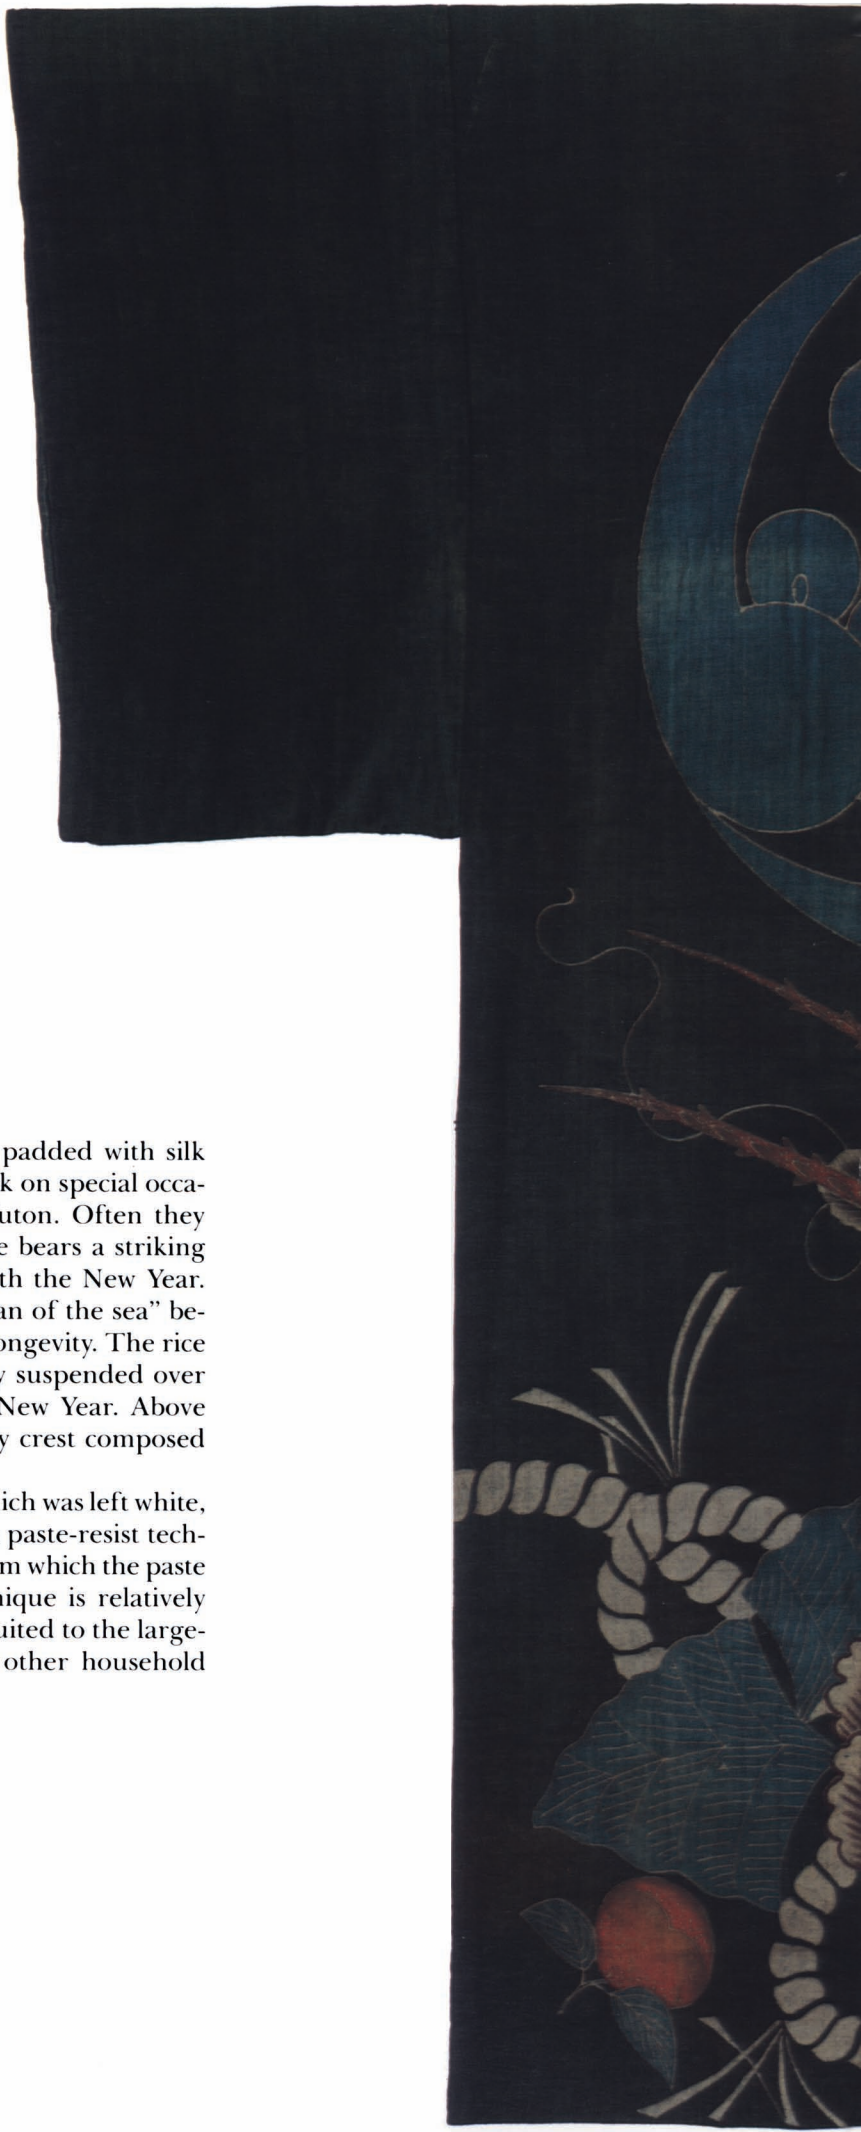 padded with silk
k on special occa-
uton. Often they
e bears a striking
th the New Year.
an of the sea” be-
ongevity. The rice
y suspended over
New Year. Above
y crest composed
ich was left white,
paste-resist tech-
m which the paste
nique is relatively
uited to the large-
other household